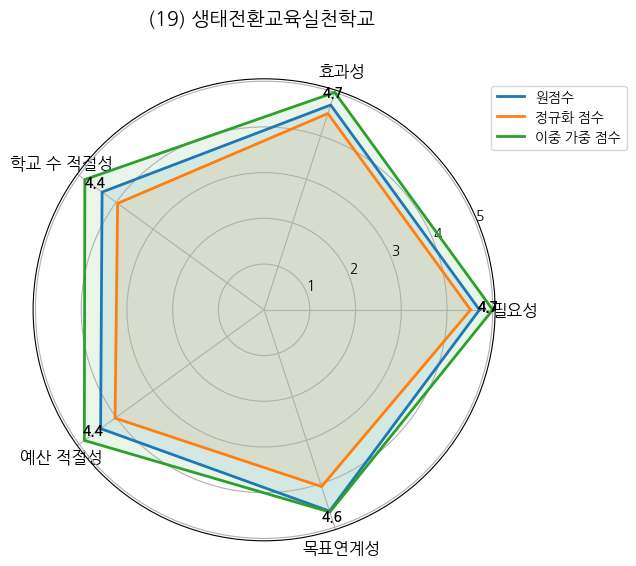 (19) 생태전환교육실천학교
효과성
4.7
원점수
정규화 점수
이중 가중 점수
학교 수 적절성
4.4
5
4
3
2
1
4.7
필요성
4.4
예산 적절성
4.6
목표연계성